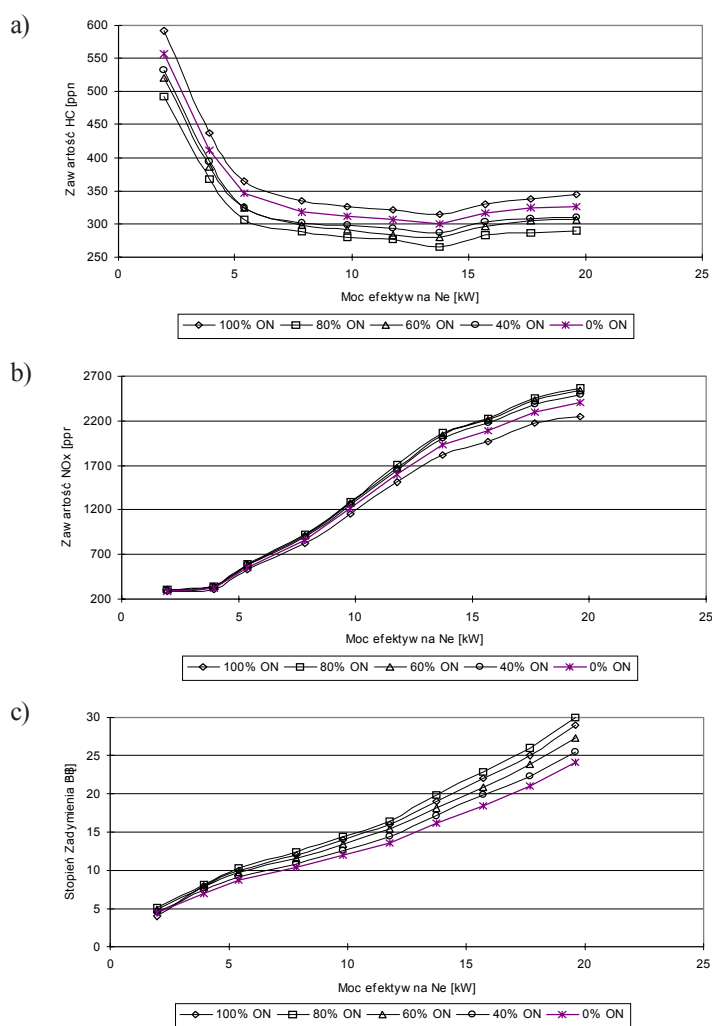 a)
600
550
500
450
400
350
300
250
Zaw artość HC [ppn
0 5 10 15 20 25
Moc efektyw na Ne [kW]
100% ON 80% ON 60% ON 40% ON 0% ON
b)
2700
2200
1700
1200
700
200
Zaw artość NOx [ppr
0 5 10 15 20 25
Moc efektyw na Ne [kW]
100% ON 80% ON 60% ON 40% ON 0% ON
c)
30
25
20
15
10
5
0
Stopień Zadymienia
0 5 10 15 20 25
Moc efektyw na Ne [kW]
100% ON 80% ON 60% ON 40% ON 0% ON